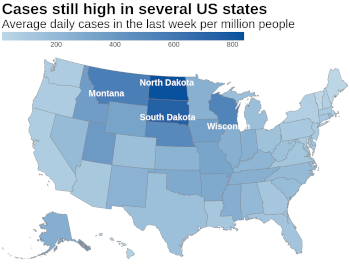 Cases still high in several US states
Average daily cases in the last week per million people
200 400 600 800
North Dakota
Montana
South Dakota
Wisconsin